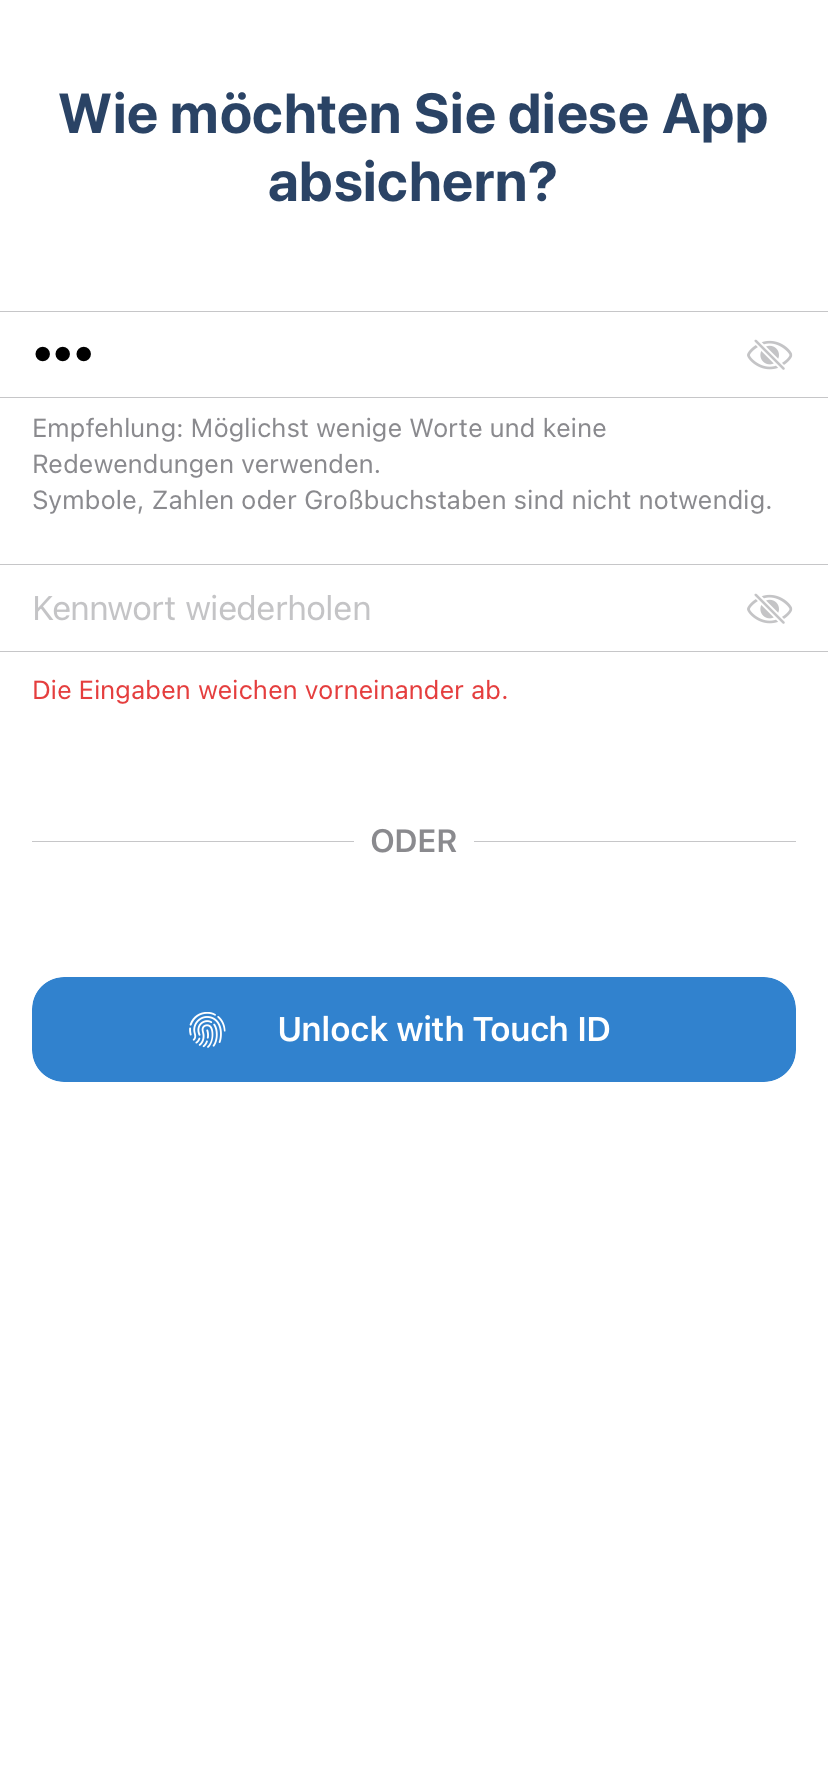 Wie möchten Sie diese App
absichern?
•••
Empfehlung: Möglichst wenige Worte und keine
Redewendungen verwenden.
Symbole, Zahlen oder Großbuchstaben sind nicht notwendig.
Kennwort wiederholen
Die Eingaben weichen vorneinander ab.
ODER
Unlock with Touch ID